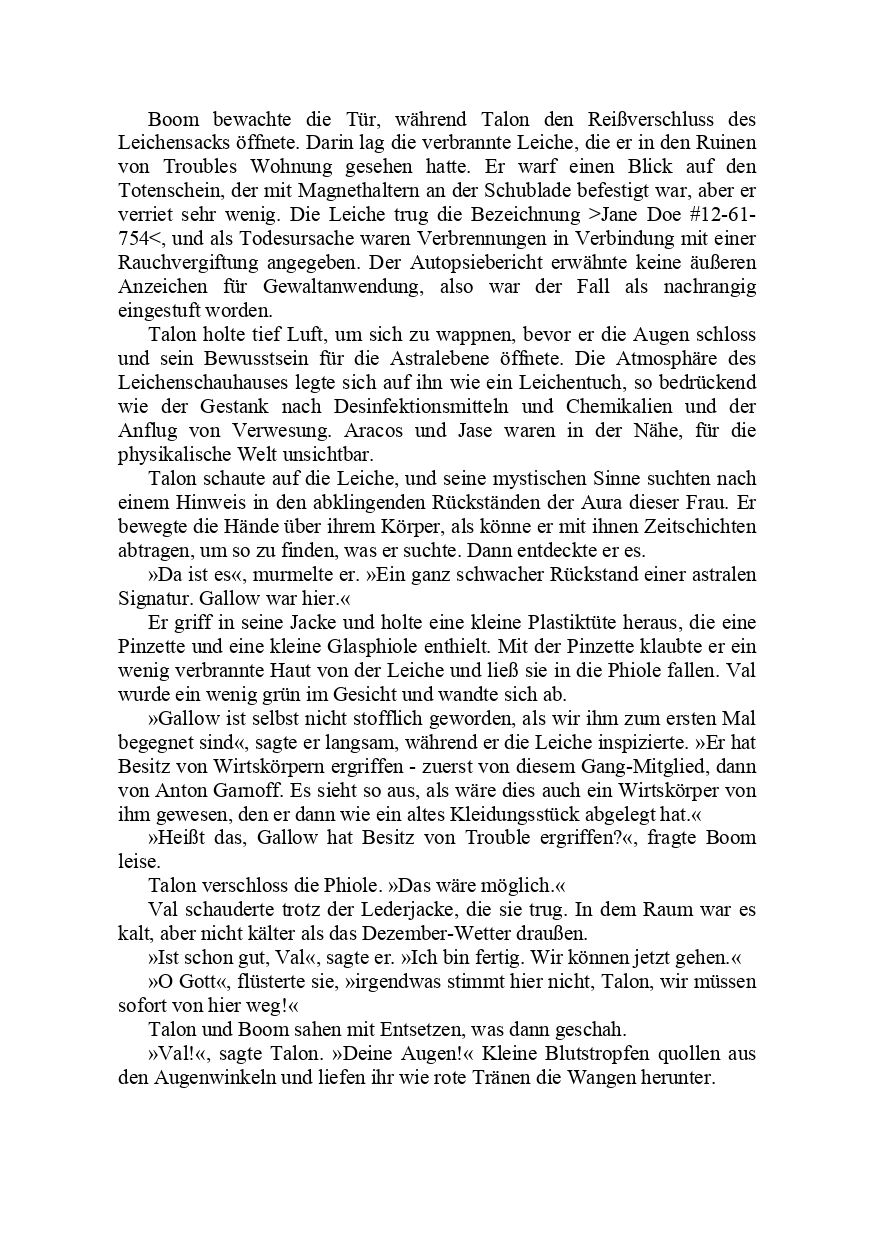 Boom bewachte die Tür, während Talon den Reißverschluss des
Leichensacks öffnete. Darin lag die verbrannte Leiche, die er in den Ruinen
von Troubles Wohnung gesehen hatte. Er warf einen Blick auf den
Totenschein, der mit Magnethaltern an der Schublade befestigt war, aber er
verriet sehr wenig. Die Leiche trug die Bezeichnung >Jane Doe #12-61-
754<, und als Todesursache waren Verbrennungen in Verbindung mit einer
Rauchvergiftung angegeben. Der Autopsiebericht erwähnte keine äußeren
Anzeichen für Gewaltanwendung, also war der Fall als nachrangig
eingestuft worden.
Talon holte tief Luft, um sich zu wappnen, bevor er die Augen schloss
und sein Bewusstsein für die Astralebene öffnete. Die Atmosphäre des
Leichenschauhauses legte sich auf ihn wie ein Leichentuch, so bedrückend
wie der Gestank nach Desinfektionsmitteln und Chemikalien und der
Anflug von Verwesung. Aracos und Jase waren in der Nähe, für die
physikalische Welt unsichtbar.
Talon schaute auf die Leiche, und seine mystischen Sinne suchten nach
einem Hinweis in den abklingenden Rückständen der Aura dieser Frau. Er
bewegte die Hände über ihrem Körper, als könne er mit ihnen Zeitschichten
abtragen, um so zu finden, was er suchte. Dann entdeckte er es.
»Da ist es«, murmelte er. »Ein ganz schwacher Rückstand einer astralen
Signatur. Gallow war hier.«
Er griff in seine Jacke und holte eine kleine Plastiktüte heraus, die eine
Pinzette und eine kleine Glasphiole enthielt. Mit der Pinzette klaubte er ein
wenig verbrannte Haut von der Leiche und ließ sie in die Phiole fallen. Val
wurde ein wenig grün im Gesicht und wandte sich ab.
»Gallow ist selbst nicht stofflich geworden, als wir ihm zum ersten Mal
begegnet sind«, sagte er langsam, während er die Leiche inspizierte. »Er hat
Besitz von Wirtskörpern ergriffen - zuerst von diesem Gang-Mitglied, dann
von Anton Garnoff. Es sieht so aus, als wäre dies auch ein Wirtskörper von
ihm gewesen, den er dann wie ein altes Kleidungsstück abgelegt hat.«
»Heißt das, Gallow hat Besitz von Trouble ergriffen?«, fragte Boom
leise.
Talon verschloss die Phiole. »Das wäre möglich.«
Val schauderte trotz der Lederjacke, die sie trug. In dem Raum war es
kalt, aber nicht kälter als das Dezember-Wetter draußen.
»Ist schon gut, Val«, sagte er. »Ich bin fertig. Wir können jetzt gehen.«
»O Gott«, flüsterte sie, »irgendwas stimmt hier nicht, Talon, wir müssen
sofort von hier weg!«
Talon und Boom sahen mit Entsetzen, was dann geschah.
»Val!«, sagte Talon. »Deine Augen!« Kleine Blutstropfen quollen aus
den Augenwinkeln und liefen ihr wie rote Tränen die Wangen herunter.